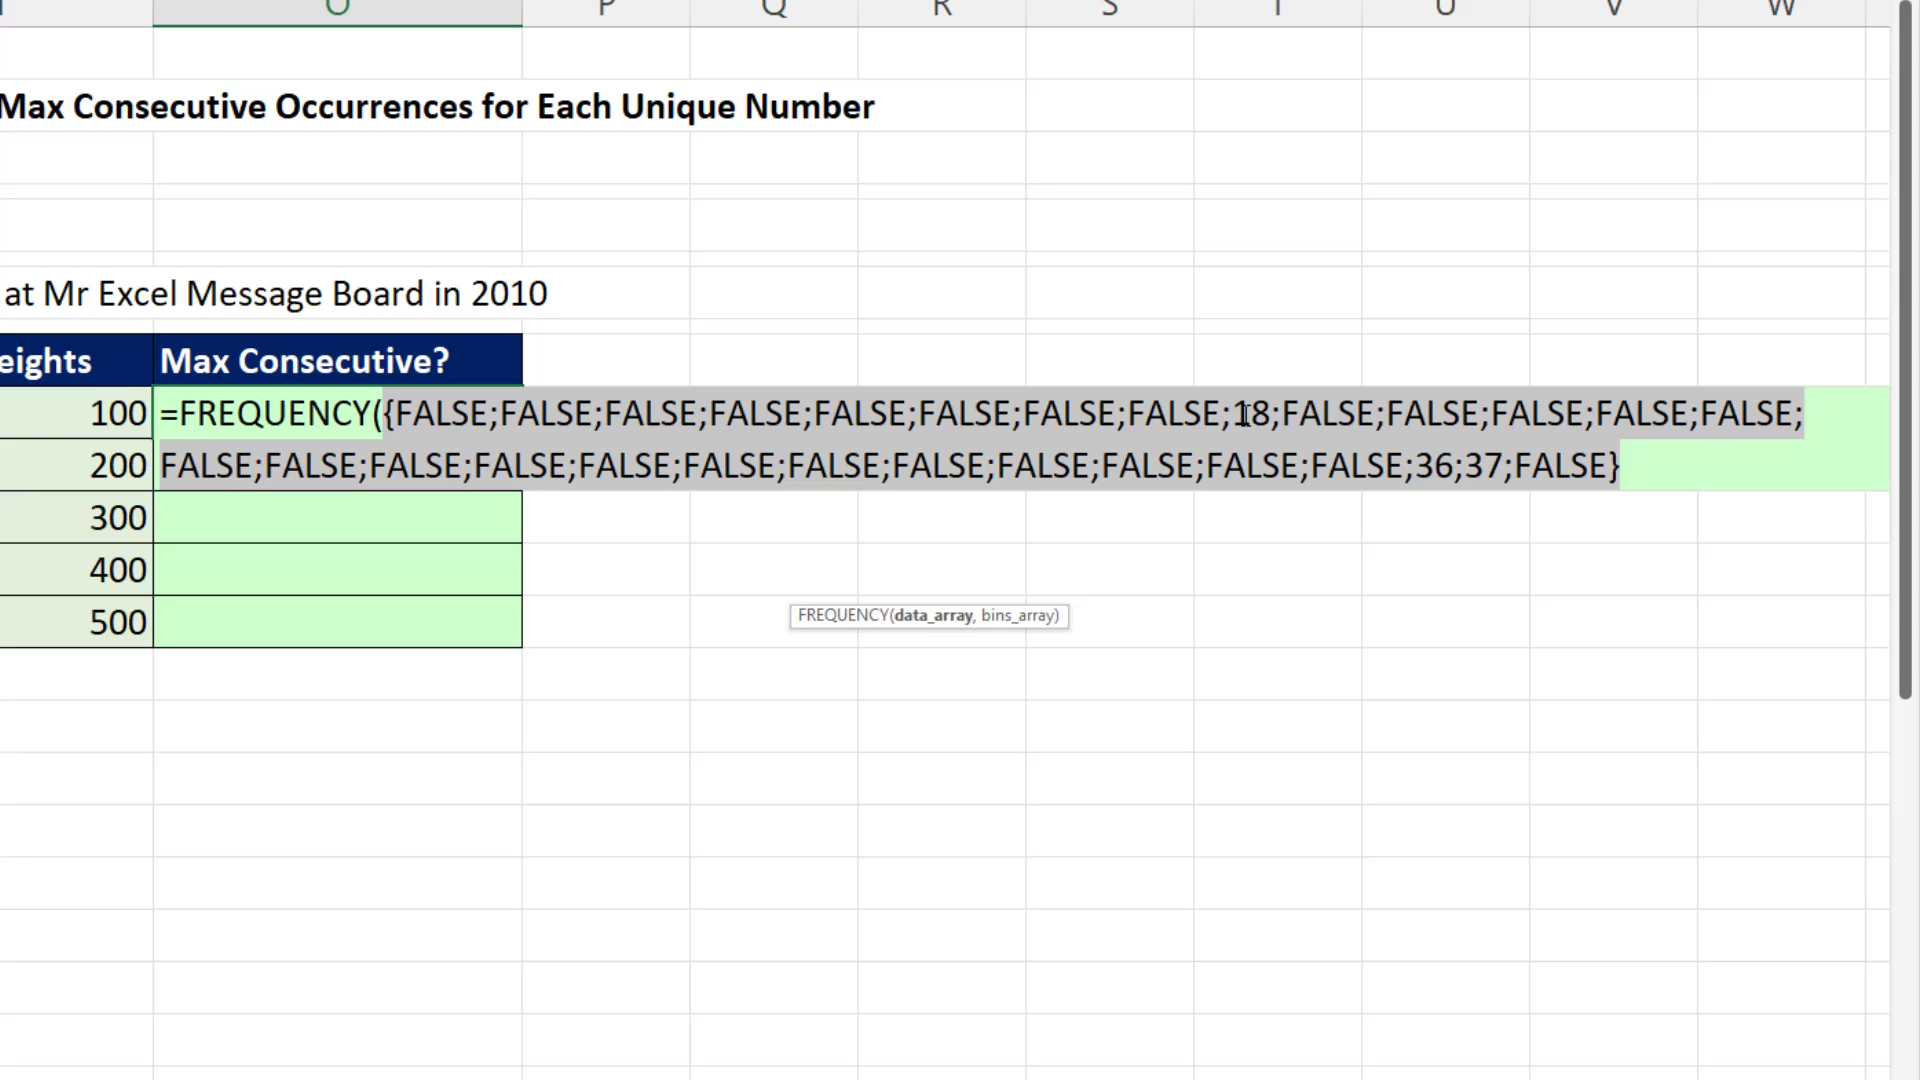 O P Q R S T U V W
Max Consecutive Occurrences for Each Unique Number
at Mr Excel Message Board in 2010
eights Max Consecutive?
100 =FREQUENCY({FALSE;FALSE;FALSE;FALSE;FALSE;FALSE;FALSE;FALSE;18;FALSE;FALSE;FALSE;FALSE;FALSE;
200 FALSE;FALSE;FALSE;FALSE;FALSE;FALSE;FALSE;FALSE;FALSE;FALSE;FALSE;FALSE;36;37;FALSE}
300
400
500
FREQUENCY(data_array, bins_array)